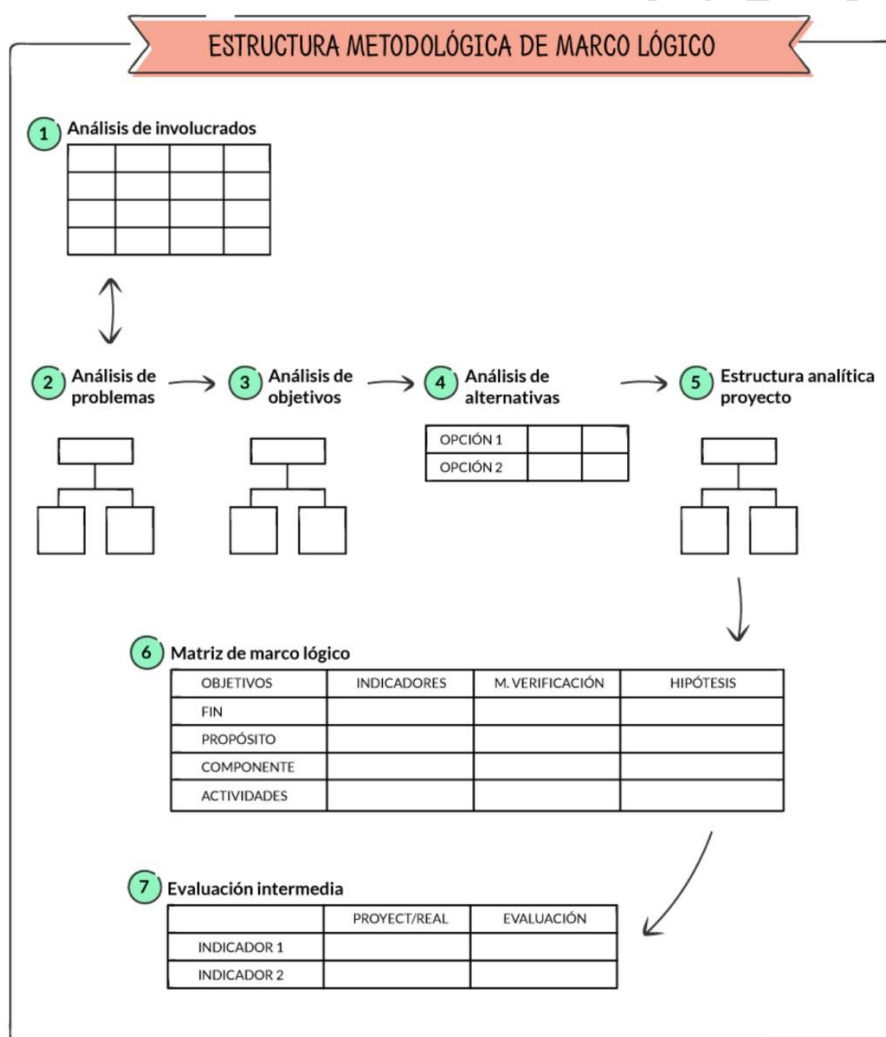 ESTRUCTURA METODOLÓGICA DE MARCO LÓGICO
1 Análisis de involucrados
2 Análisis de
problemas
3 Análisis de
objetivos
4 Análisis de
alternativas
5 Estructura analítica
proyecto
OPCIÓN 1
OPCIÓN 2
6 Matriz de marco lógico
OBJETIVOS INDICADORES M. VERIFICACIÓN HIPÓTESIS
FIN
PROPÓSITO
COMPONENTE
ACTIVIDADES
7 Evaluación intermedia
PROYECT/REAL EVALUACIÓN
INDICADOR 1
INDICADOR 2